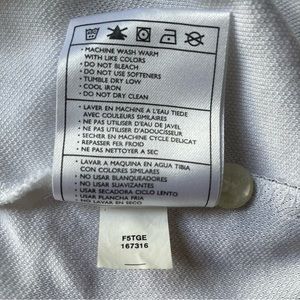 • MACHINE WASH WARM
WITH LIKE COLORS
• DO NOT BLEACH
• DO NOT USE SOFTENERS
• TUMBLE DRY LOW
• COOL IRON
• DO NOT DRY CLEAN
• LAVER EN MACHINE A L'EAU TIEDE
AVEC COULEURS SIMILAIRES
• NE PAS UTILISER D'EAU DE JAVEL
• NE PAS UTILISER D'ADOUCISSEUR
• SECHER EN MACHINE CYCLE DELICAT
• REPASSER FER FROID
• NE PAS NETTOYER A SEC
• LAVAR A MAQUINA EN AGUA TIBIA
CON COLORES SIMILARES
• NO USAR BLANQUEADORES
• NO USAR SUAVIZANTES
• USAR SECADORA CICLO LENTO
• USAR PLANCHA FRIA
• NO LAVAR EN SECO
F5TGE
167316